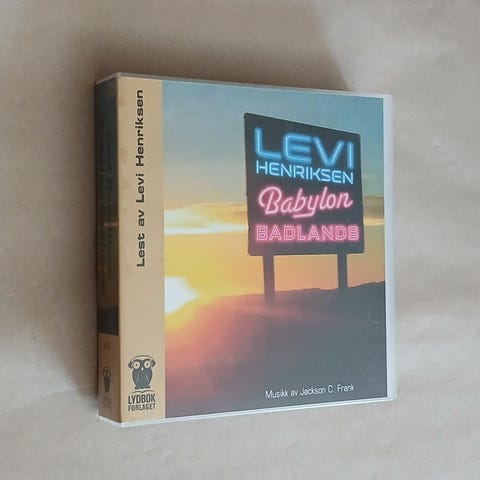 LEVI
HENRIKSEN
Babylon
BADLANDS
Musikk av Jackson C. Frank
Lest av Levi Henriksen
LYDBOK
FORLAGET